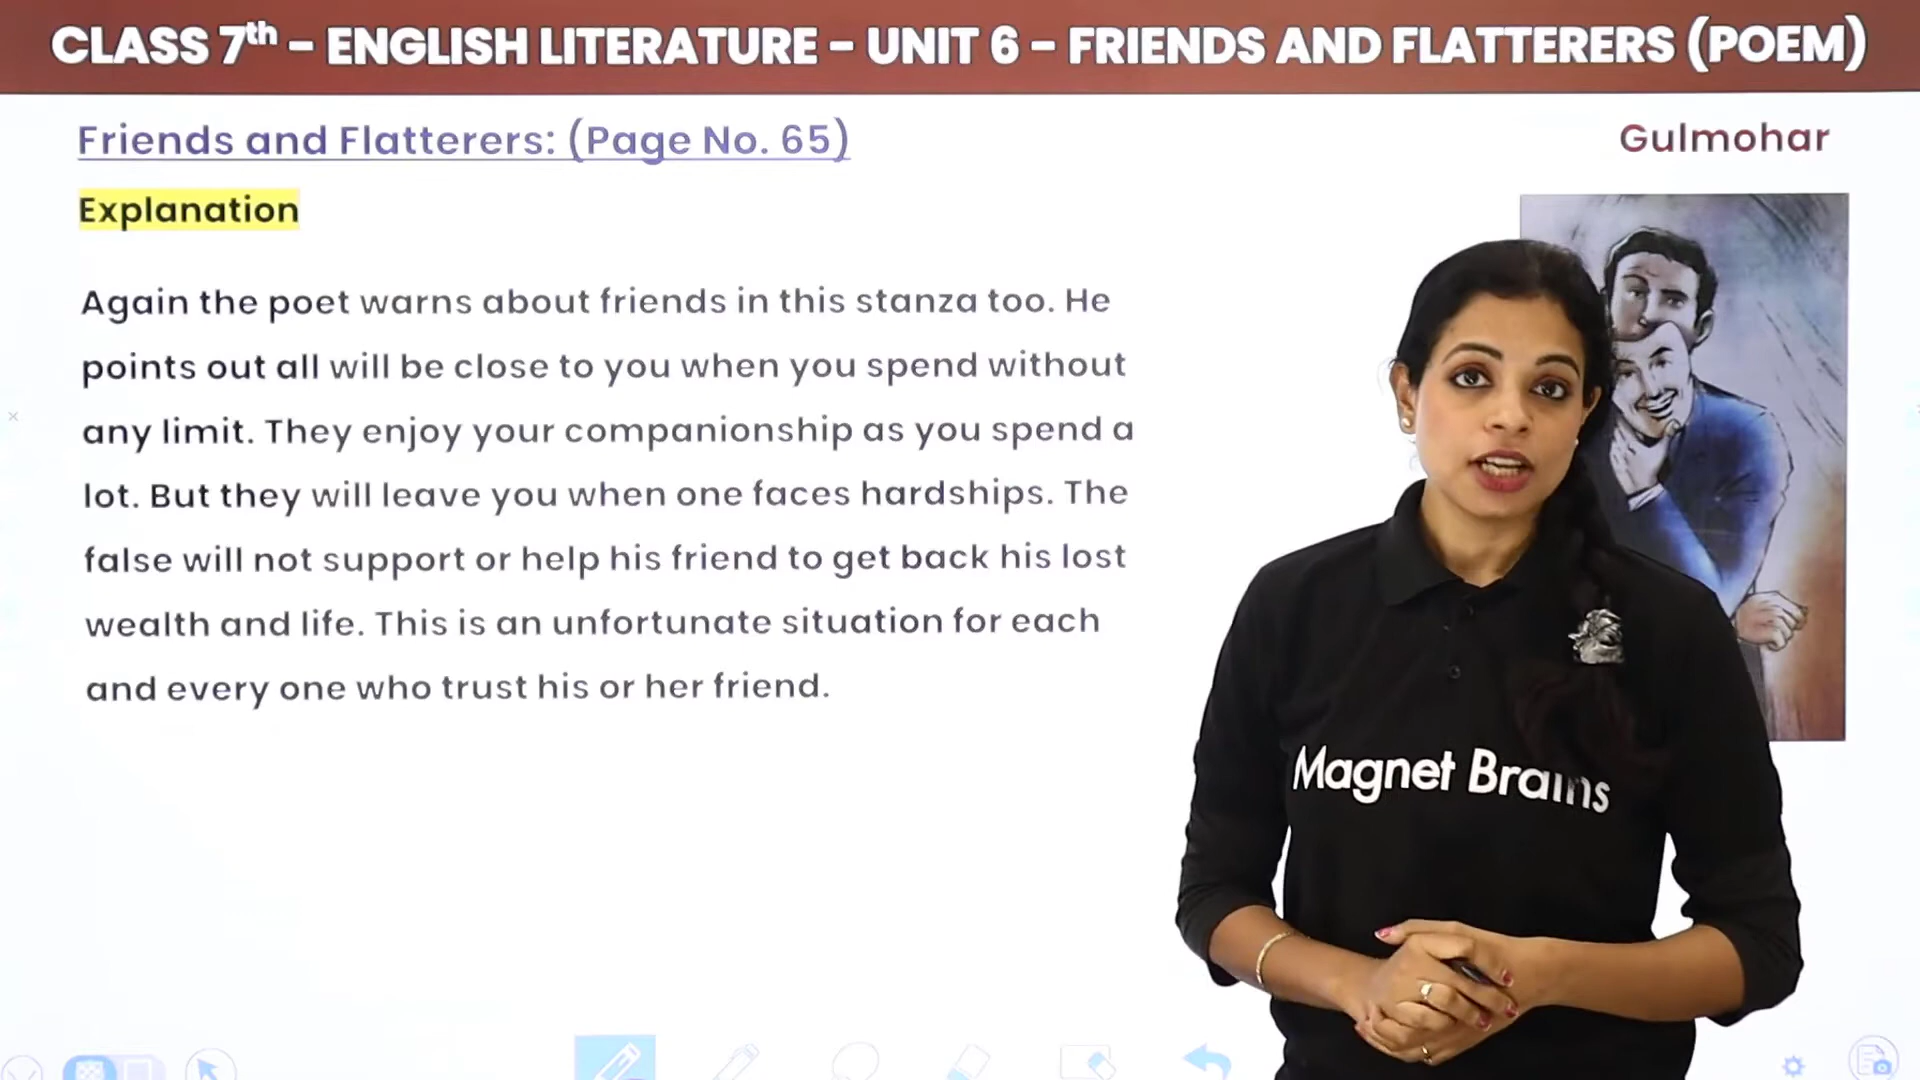 CLASS 7th – ENGLISH LITERATURE – UNIT 6 – FRIENDS AND FLATTERERS (POEM)
Friends and Flatterers: (Page No. 65)
Gulmohar
Explanation
Again the poet warns about friends in this stanza too. He
points out all will be close to you when you spend without
any limit. They enjoy your companionship as you spend a
lot. But they will leave you when one faces hardships. The
false will not support or help his friend to get back his lost
wealth and life. This is an unfortunate situation for each
and every one who trust his or her friend.
Magnet Brains